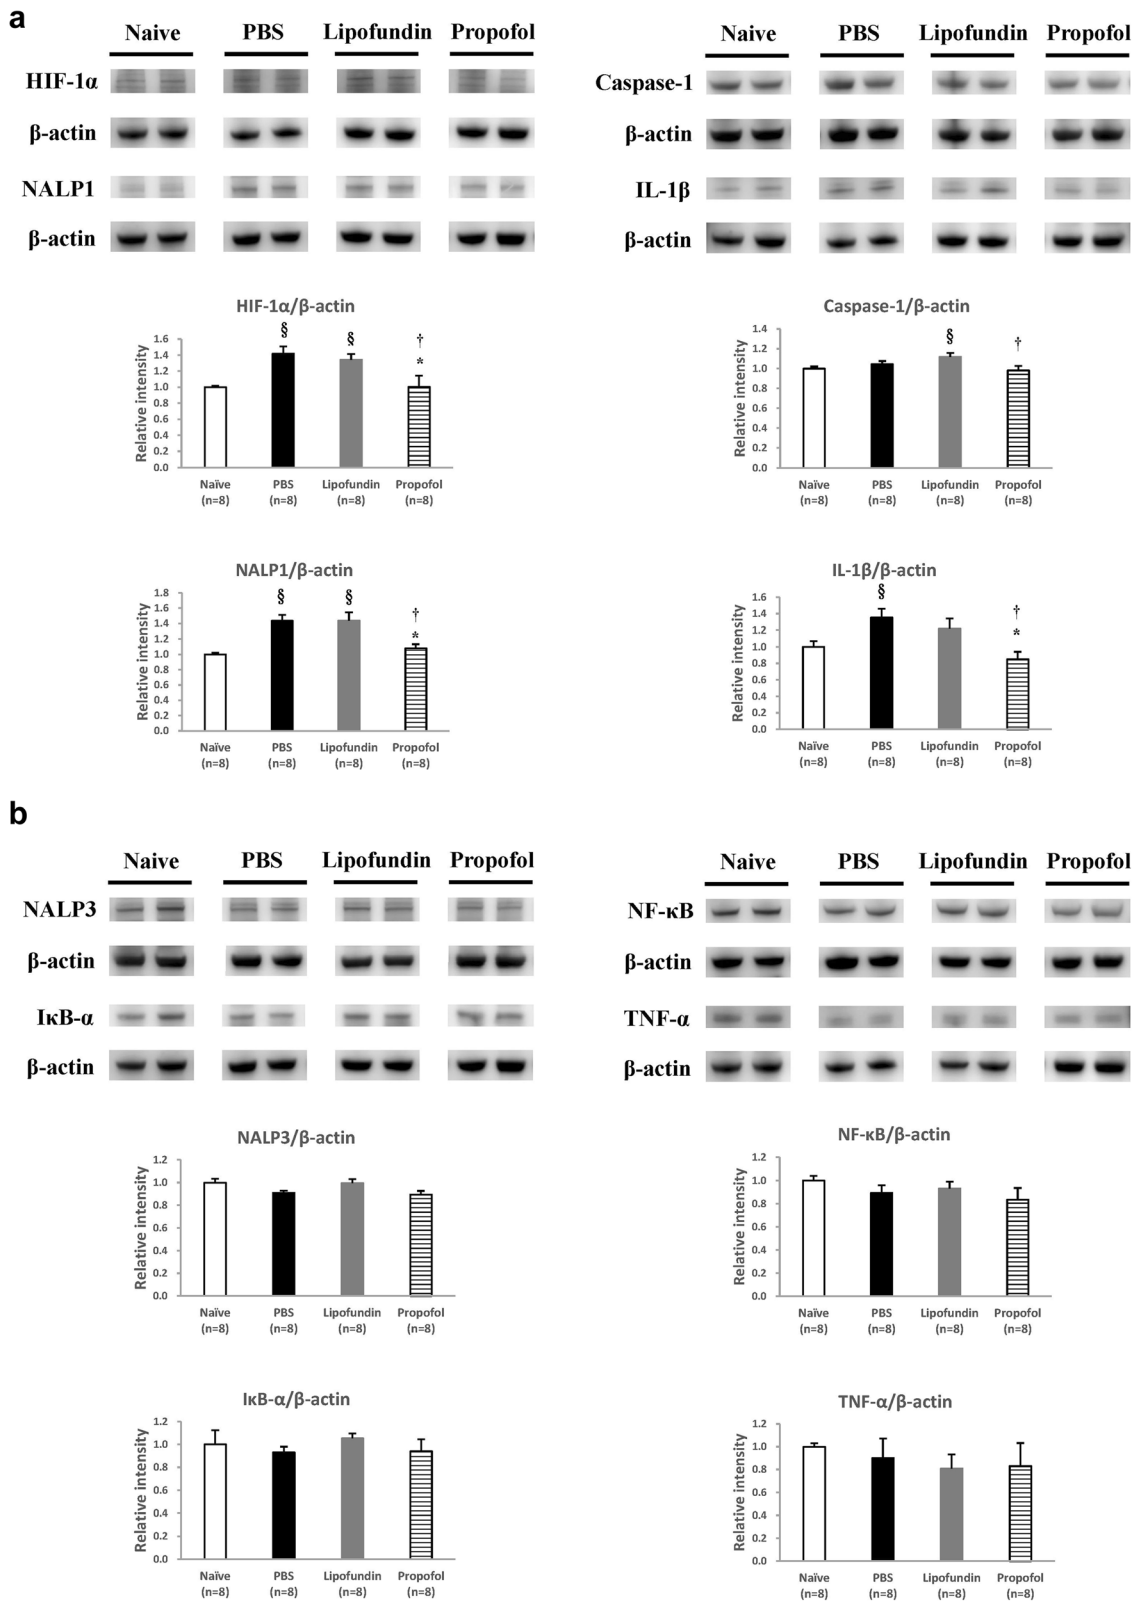 a
Naive PBS Lipofundin Propofol
HIF-1α
β-actin
NALP1
β-actin
Naive PBS Lipofundin Propofol
Caspase-1
β-actin
IL-1β
β-actin
HIF-1α/β-actin
Relative intensity
1.6
1.4
1.2
1.0
0.8
0.6
0.4
0.2
0.0
§ § † *
Naïve PBS Lipofundin Propofol
(n=8) (n=8) (n=8) (n=8)
Caspase-1/β-actin
Relative intensity
1.4
1.2
1.0
0.8
0.6
0.4
0.2
0.0
§ †
Naïve PBS Lipofundin Propofol
(n=8) (n=8) (n=8) (n=8)
NALP1/β-actin
Relative intensity
1.8
1.6
1.4
1.2
1.0
0.8
0.6
0.4
0.2
0.0
§ § † *
Naïve PBS Lipofundin Propofol
(n=8) (n=8) (n=8) (n=8)
IL-1β/β-actin
Relative intensity
1.6
1.4
1.2
1.0
0.8
0.6
0.4
0.2
0.0
§ † *
Naïve PBS Lipofundin Propofol
(n=8) (n=8) (n=8) (n=8)
b
Naive PBS Lipofundin Propofol
NALP3
β-actin
IκB-α
β-actin
Naive PBS Lipofundin Propofol
NF-κB
β-actin
TNF-α
β-actin
NALP3/β-actin
Relative intensity
1.2
1.0
0.8
0.6
0.4
0.2
0.0
Naïve PBS Lipofundin Propofol
(n=8) (n=8) (n=8) (n=8)
NF-κB/β-actin
Relative intensity
1.2
1.0
0.8
0.6
0.4
0.2
0.0
Naïve PBS Lipofundin Propofol
(n=8) (n=8) (n=8) (n=8)
IκB-α/β-actin
Relative intensity
1.2
1.0
0.8
0.6
0.4
0.2
0.0
Naïve PBS Lipofundin Propofol
(n=8) (n=8) (n=8) (n=8)
TNF-α/β-actin
Relative intensity
1.2
1.0
0.8
0.6
0.4
0.2
0.0
Naïve PBS Lipofundin Propofol
(n=8) (n=8) (n=8) (n=8)